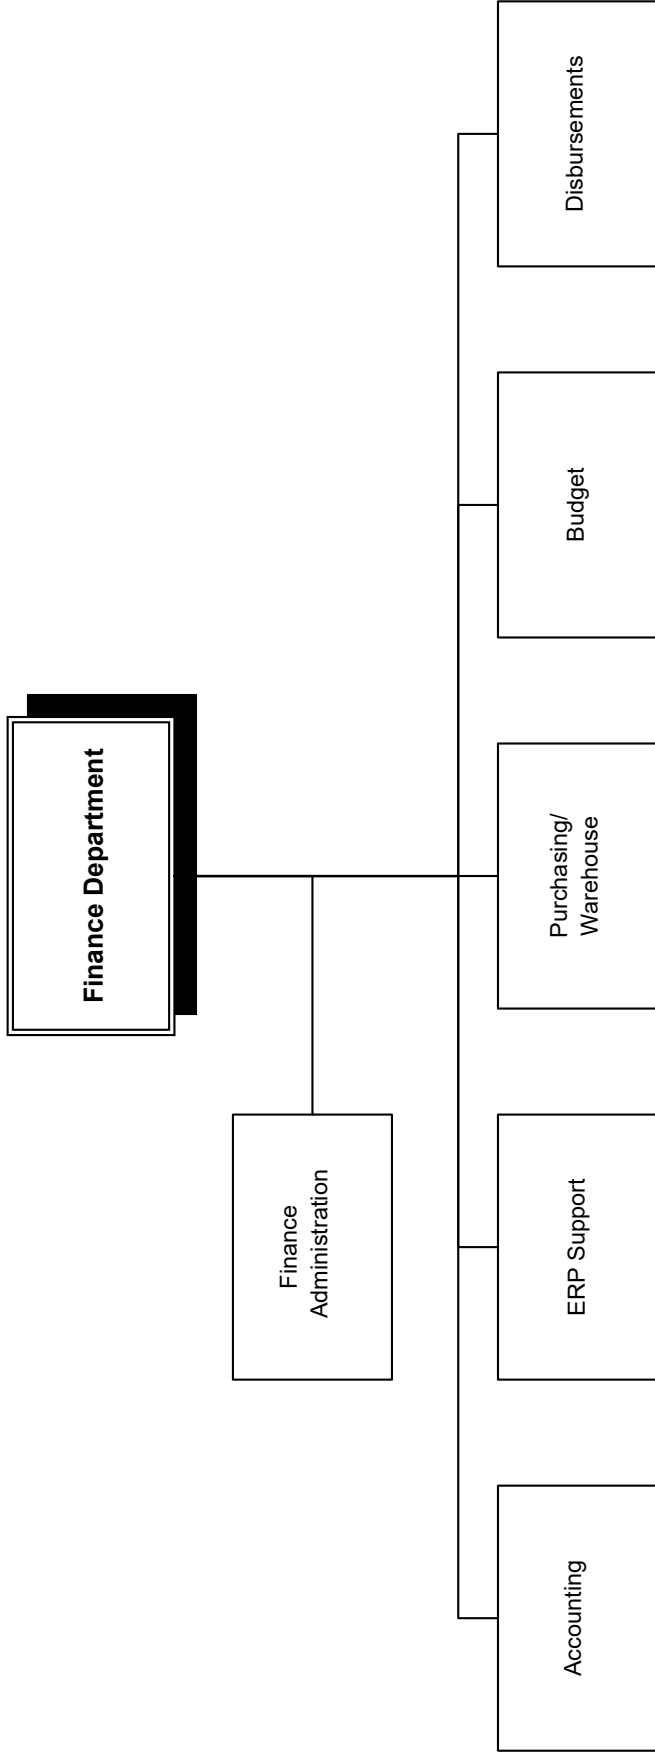 Finance Department
Finance
Administration
Accounting
ERP Support
Purchasing/
Warehouse
Budget
Disbursements